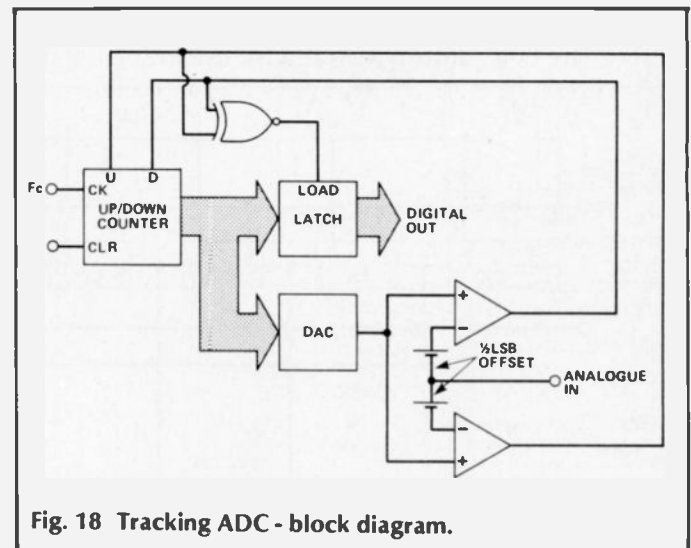 U D
Fc CK
UP/DOWN
COUNTER
CLR
LOAD
LATCH
DIGITAL
OUT
DAC
+
−
½LSB
OFFSET
ANALOGUE
IN
−
+
Fig. 18 Tracking ADC - block diagram.